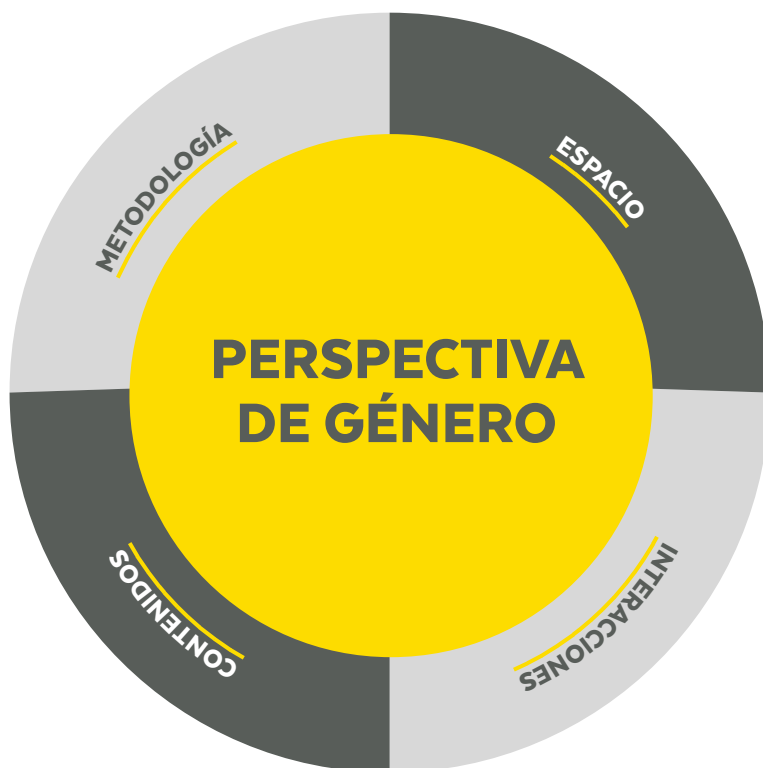 METODOLOGÍA
ESPACIO
PERSPECTIVA
DE GÉNERO
CONTENIDOS
INTERACCIONES